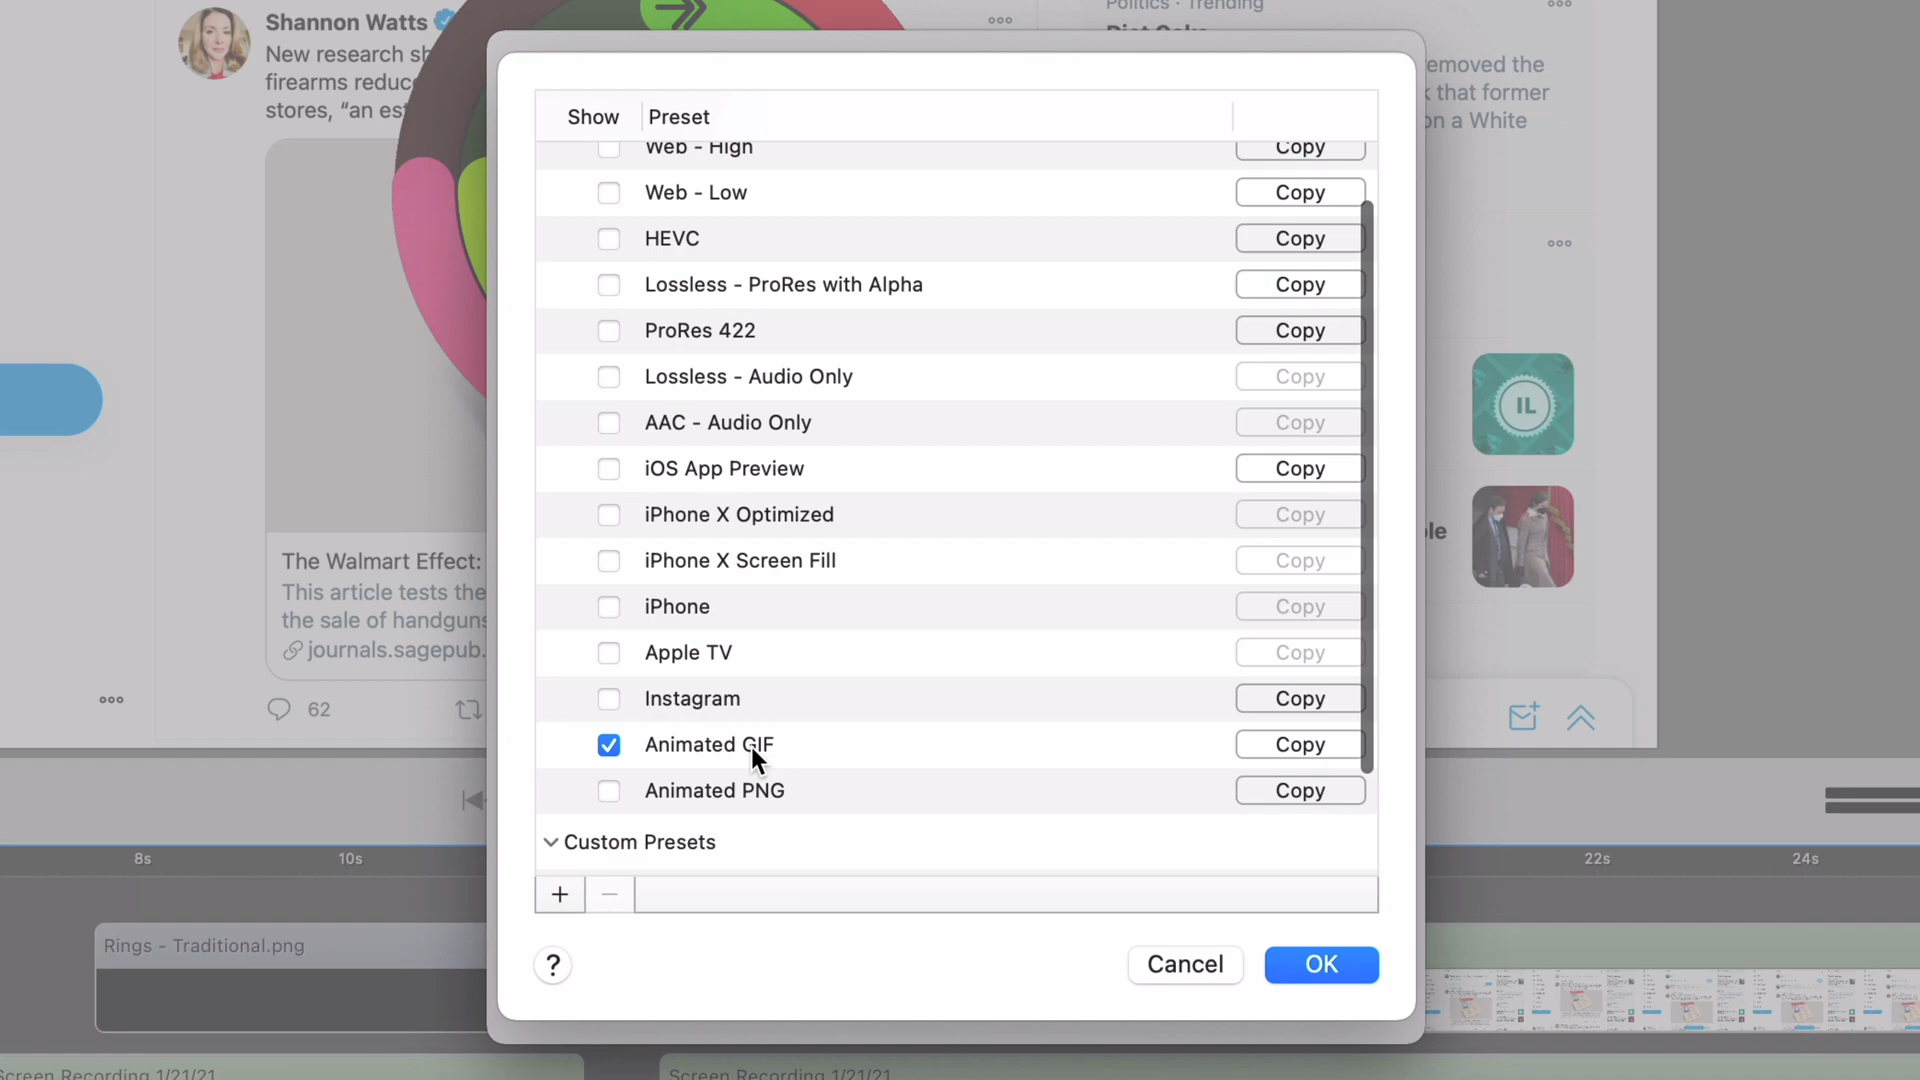 Shannon Watts
New research sh
firearms reduc
stores, “an es
The Walmart Effect:
This article tests the
the sale of handguns
journals.sagepub.
62
Politics · Trending
emoved the
that former
on a White
IL
Show Preset
Web - High Copy
Web - Low Copy
HEVC Copy
Lossless - ProRes with Alpha Copy
ProRes 422 Copy
Lossless - Audio Only Copy
AAC - Audio Only Copy
iOS App Preview Copy
iPhone X Optimized Copy
iPhone X Screen Fill Copy
iPhone Copy
Apple TV Copy
Instagram Copy
Animated GIF Copy
Animated PNG Copy
Custom Presets
+ −
? Cancel OK
8s 10s 22s 24s
Rings - Traditional.png
Screen Recording 1/21/21 Screen Recording 1/21/21